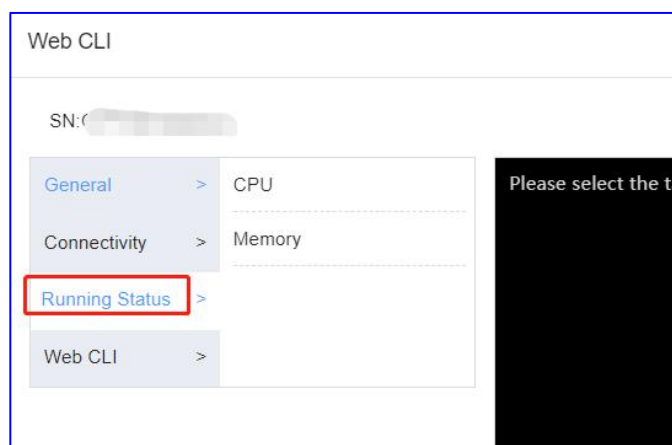 Web CLI
SN:
General >
CPU
Connectivity >
Memory
Running Status >
Web CLI >
Please select the t